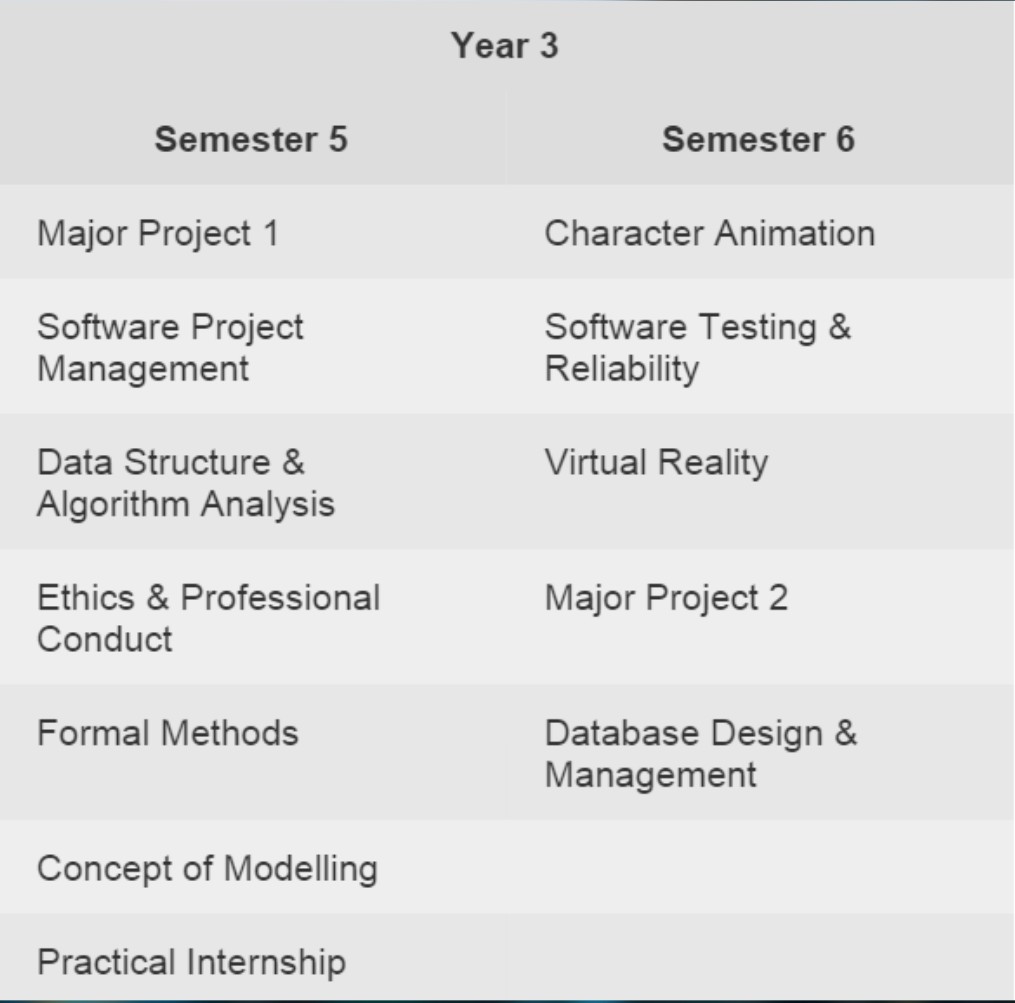 Year 3
Semester 5 Semester 6
Major Project 1 Character Animation
Software Project Software Testing &
Management Reliability
Data Structure & Virtual Reality
Algorithm Analysis
Ethics & Professional Major Project 2
Conduct
Formal Methods Database Design &
Management
Concept of Modelling
Practical Internship